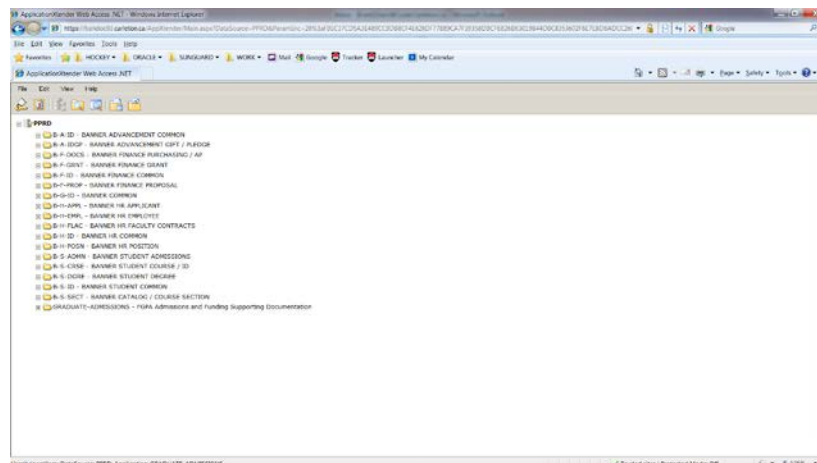 ApplicationXtender Web Access .NET - Windows Internet Explorer
Google
File Edit View Favorites Tools Help
Favorites HOCKEY ORACLE SUNGUARD WORK Mail Google Tracker Launcher My Calendar
ApplicationXtender Web Access .NET
Page Safety Tools
File Edit View Help
PPRD
B-A-ID - BANNER ADVANCEMENT COMMON
B-A-IDGP - BANNER ADVANCEMENT GIFT / PLEDGE
B-F-DOCS - BANNER FINANCE PURCHASING / AP
B-F-GRNT - BANNER FINANCE GRANT
B-F-ID - BANNER FINANCE COMMON
B-F-PROP - BANNER FINANCE PROPOSAL
B-G-ID - BANNER COMMON
B-H-APPL - BANNER HR APPLICANT
B-H-EMPL - BANNER HR EMPLOYEE
B-H-FLAC - BANNER HR FACULTY CONTRACTS
B-H-ID - BANNER HR COMMON
B-H-POSN - BANNER HR POSITION
B-S-ADMN - BANNER STUDENT ADMISSIONS
B-S-CRSE - BANNER STUDENT COURSE / ID
B-S-DGRE - BANNER STUDENT DEGREE
B-S-ID - BANNER STUDENT COMMON
B-S-SECT - BANNER CATALOG / COURSE SECTION
GRADUATE-ADMISSIONS - FGPA Admissions and Funding Supporting Documentation